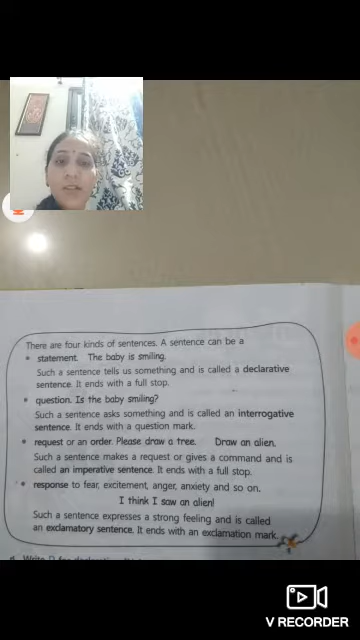 There are four kinds of sentences. A sentence can be a
• statement. The baby is smiling.
Such a sentence tells us something and is called a declarative
sentence. It ends with a full stop.
• question. Is the baby smiling?
Such a sentence asks something and is called an interrogative
sentence. It ends with a question mark.
• request or an order. Please draw a tree. Draw an alien.
Such a sentence makes a request or gives a command and is
called an imperative sentence. It ends with a full stop.
• response to fear, excitement, anger, anxiety and so on.
I think I saw an alien!
Such a sentence expresses a strong feeling and is called
an exclamatory sentence. It ends with an exclamation mark.
V RECORDER